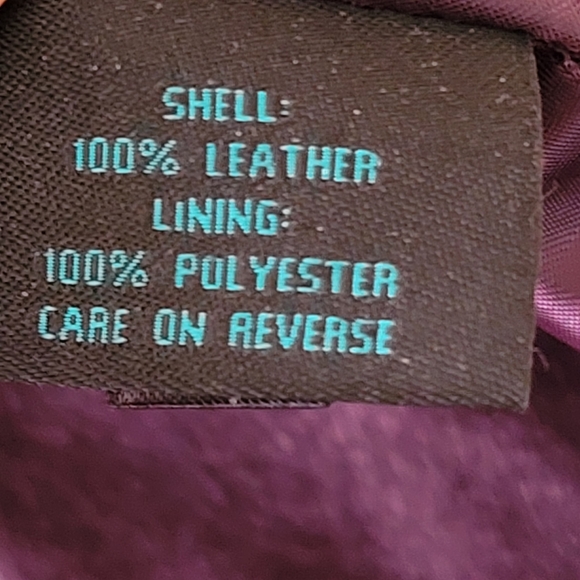 SHELL:
100% LEATHER
LINING:
100% POLYESTER
CARE ON REVERSE